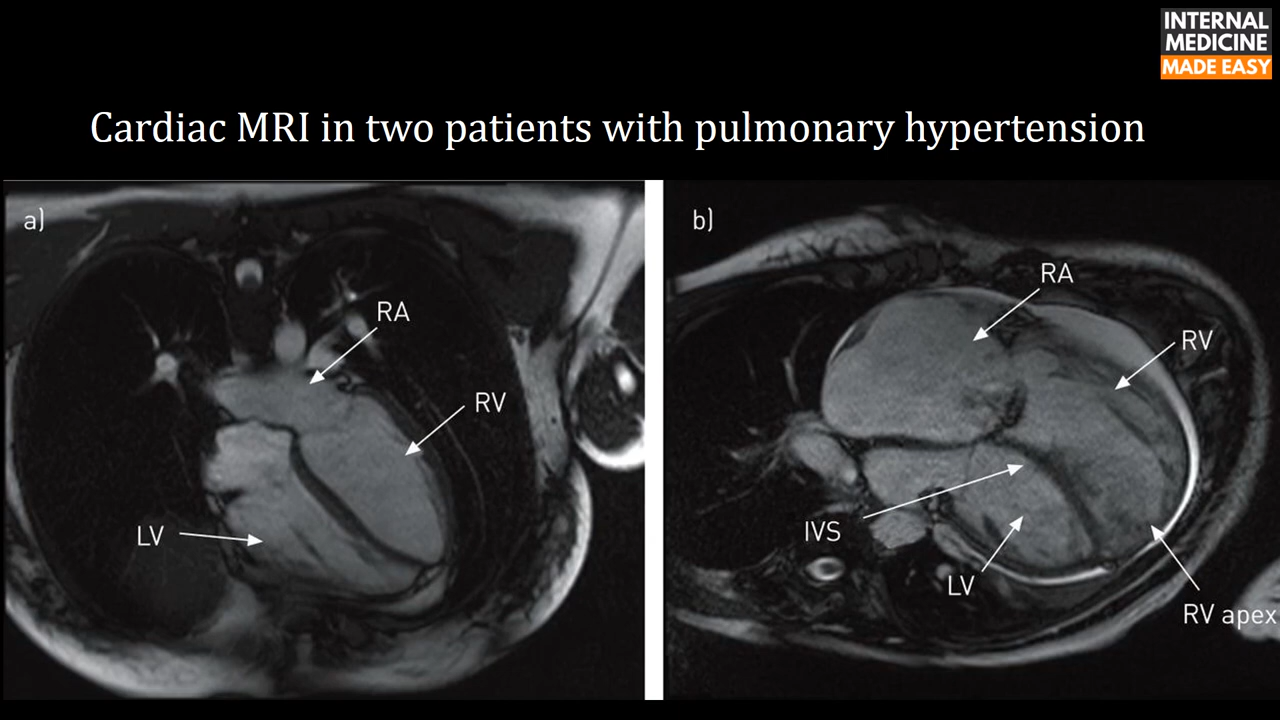 INTERNAL
MEDICINE
MADE EASY
Cardiac MRI in two patients with pulmonary hypertension
a)
RA
RV
LV
b)
RA
RV
IVS
LV
RV apex